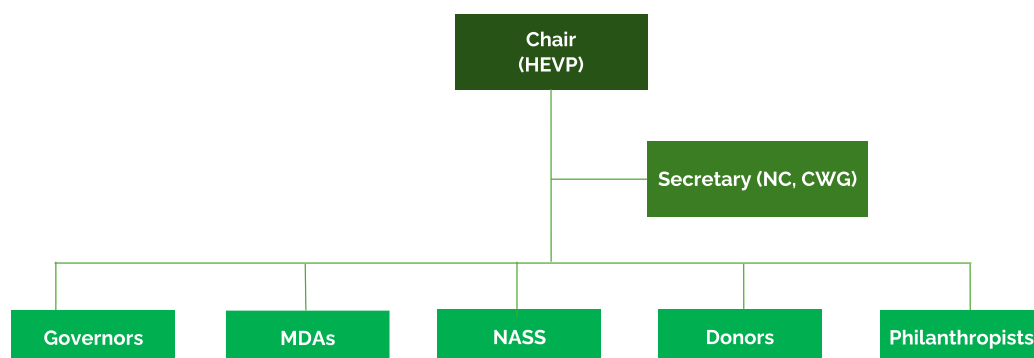 Chair
(HEVP)
Secretary (NC, CWG)
Governors
MDAs
NASS
Donors
Philanthropists